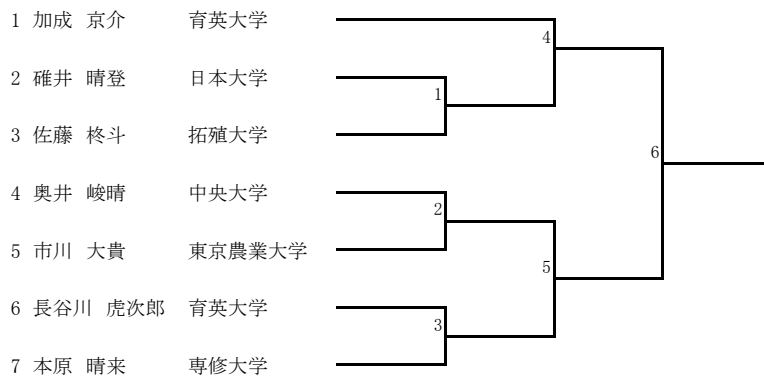 1 加成 京介 育英大学
4
2 碓井 晴登 日本大学
1
3 佐藤 柊斗 拓殖大学
6
4 奥井 峻晴 中央大学
2
5 市川 大貴 東京農業大学
5
6 長谷川 虎次郎 育英大学
3
7 本原 晴来 専修大学